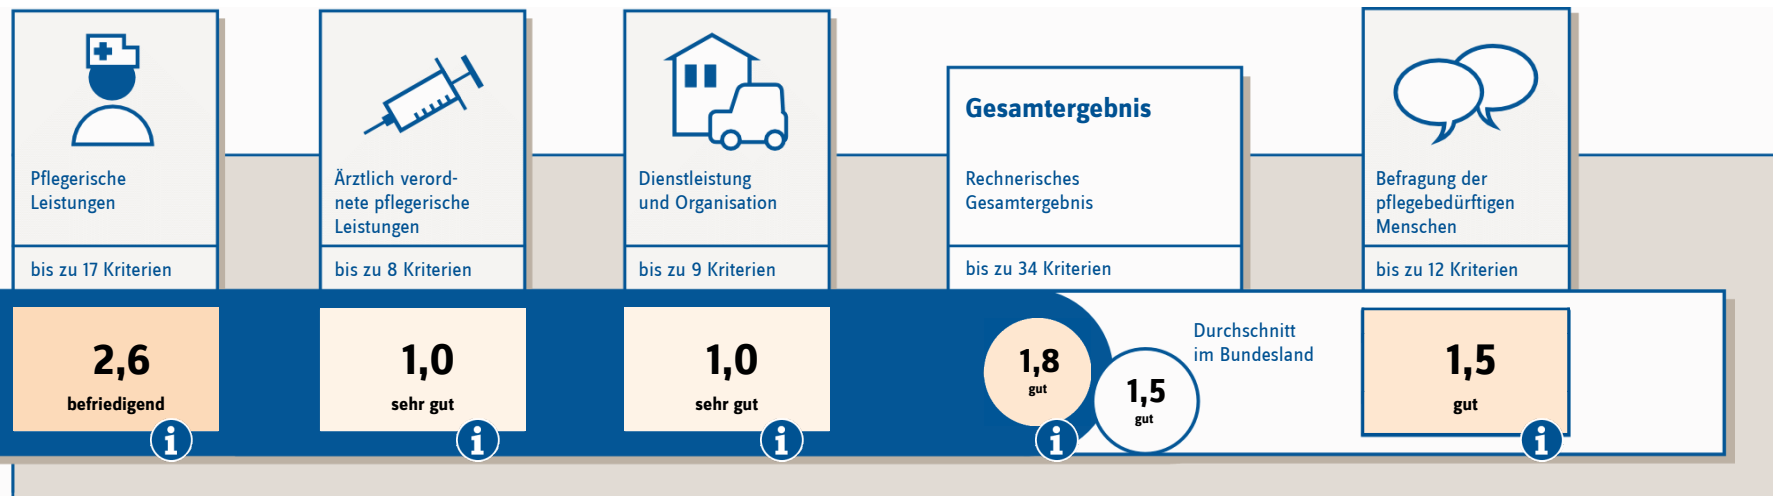 Pflegerische
Leistungen
bis zu 17 Kriterien
2,6
befriedigend
i
Ärztlich verord-
nete pflegerische
Leistungen
bis zu 8 Kriterien
1,0
sehr gut
i
Dienstleistung
und Organisation
bis zu 9 Kriterien
1,0
sehr gut
i
Gesamtergebnis
Rechnerisches
Gesamtergebnis
bis zu 34 Kriterien
1,8
gut
i
Durchschnitt
im Bundesland
1,5
gut
Befragung der
pflegebedürftigen
Menschen
bis zu 12 Kriterien
1,5
gut
i